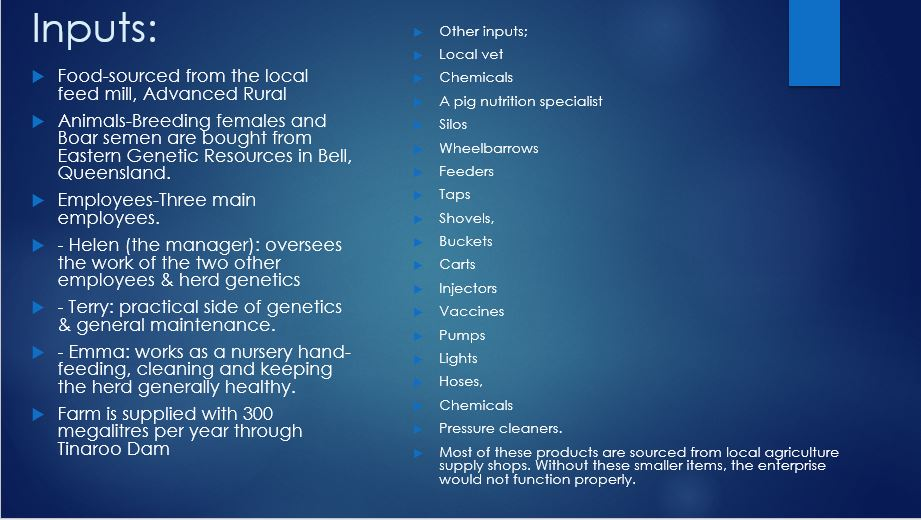 Inputs:
Food-sourced from the local
feed mill, Advanced Rural
Animals-Breeding females and
Boar semen are bought from
Eastern Genetic Resources in Bell,
Queensland.
Employees-Three main
employees.
- Helen (the manager): oversees
the work of the two other
employees & herd genetics
- Terry: practical side of genetics
& general maintenance.
- Emma: works as a nursery hand-
feeding, cleaning and keeping
the herd generally healthy.
Farm is supplied with 300
megalitres per year through
Tinaroo Dam
Other inputs;
Local vet
Chemicals
A pig nutrition specialist
Silos
Wheelbarrows
Feeders
Taps
Shovels,
Buckets
Carts
Injectors
Vaccines
Pumps
Lights
Hoses,
Chemicals
Pressure cleaners.
Most of these products are sourced from local agriculture
supply shops. Without these smaller items, the enterprise
would not function properly.